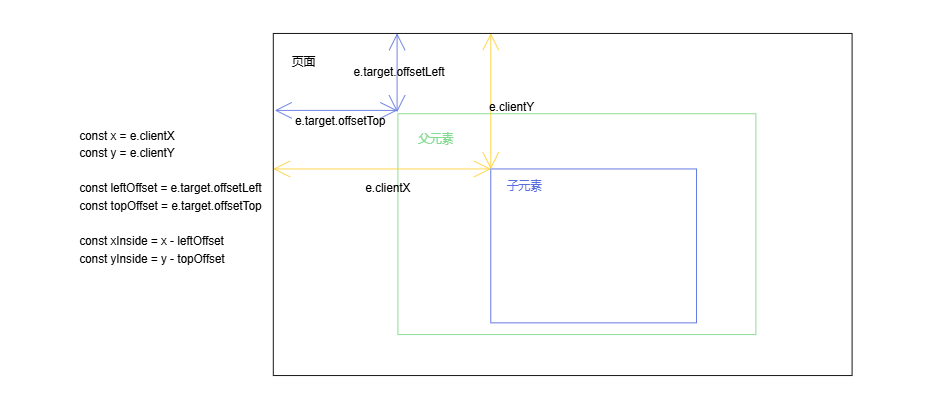 页面
e.target.offsetLeft
e.clientY
e.target.offsetTop
父元素
e.clientX
子元素
const x = e.clientX
const y = e.clientY
const leftOffset = e.target.offsetLeft
const topOffset = e.target.offsetTop
const xInside = x - leftOffset
const yInside = y - topOffset